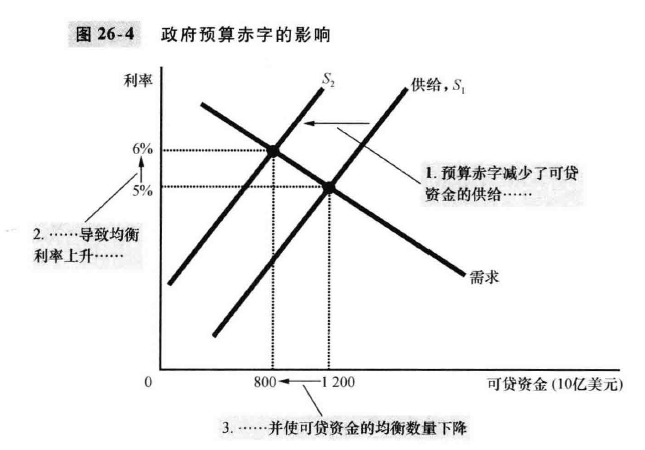 图 26-4 政府预算赤字的影响
利率
S₂
供给，S₁
6%
5%
1. 预算赤字减少了可贷
资金的供给……
2. ……导致均衡
利率上升……
需求
0
800
1 200
可贷资金 (10亿美元)
3. ……并使可贷资金的均衡数量下降